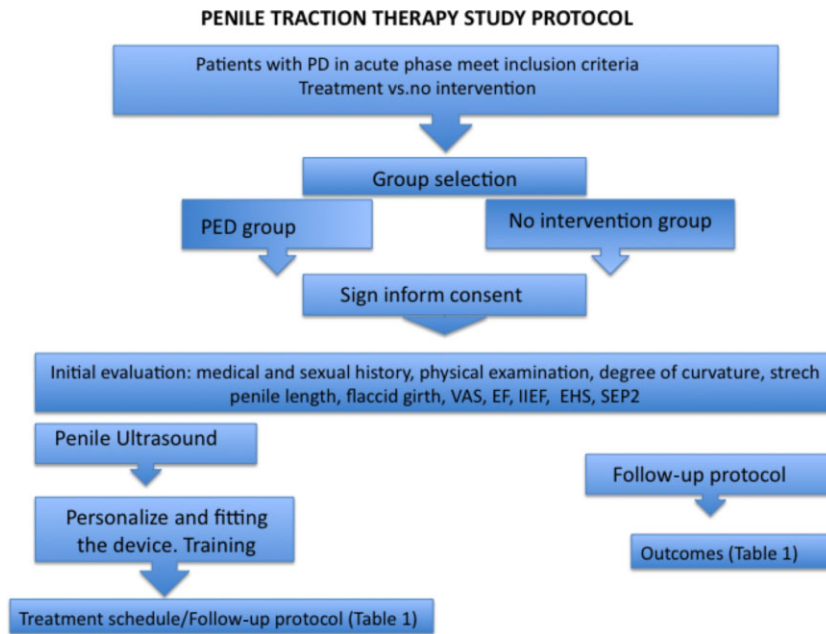 PENILE TRACTION THERAPY STUDY PROTOCOL
Patients with PD in acute phase meet inclusion criteria
Treatment vs.no intervention
Group selection
PED group
No intervention group
Sign inform consent
Initial evaluation: medical and sexual history, physical examination, degree of curvature, strech
penile length, flaccid girth, VAS, EF, IIEF, EHS, SEP2
Penile Ultrasound
Follow-up protocol
Personalize and fitting
the device. Training
Outcomes (Table 1)
Treatment schedule/Follow-up protocol (Table 1)